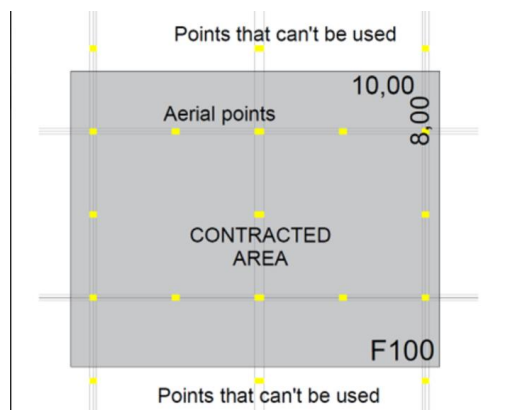 Points that can't be used
10,00
8,00
Aerial points
CONTRACTED
AREA
F100
Points that can't be used